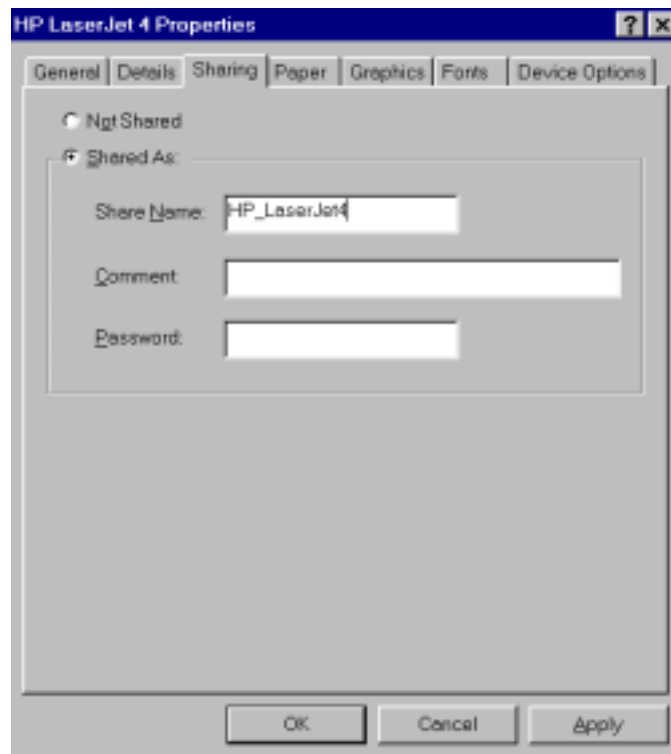 HP LaserJet 4 Properties
General Details Sharing Paper Graphics Fonts Device Options
Not Shared
Shared As:
Share Name: HP_LaserJet4
Comment:
Password:
OK Cancel Apply